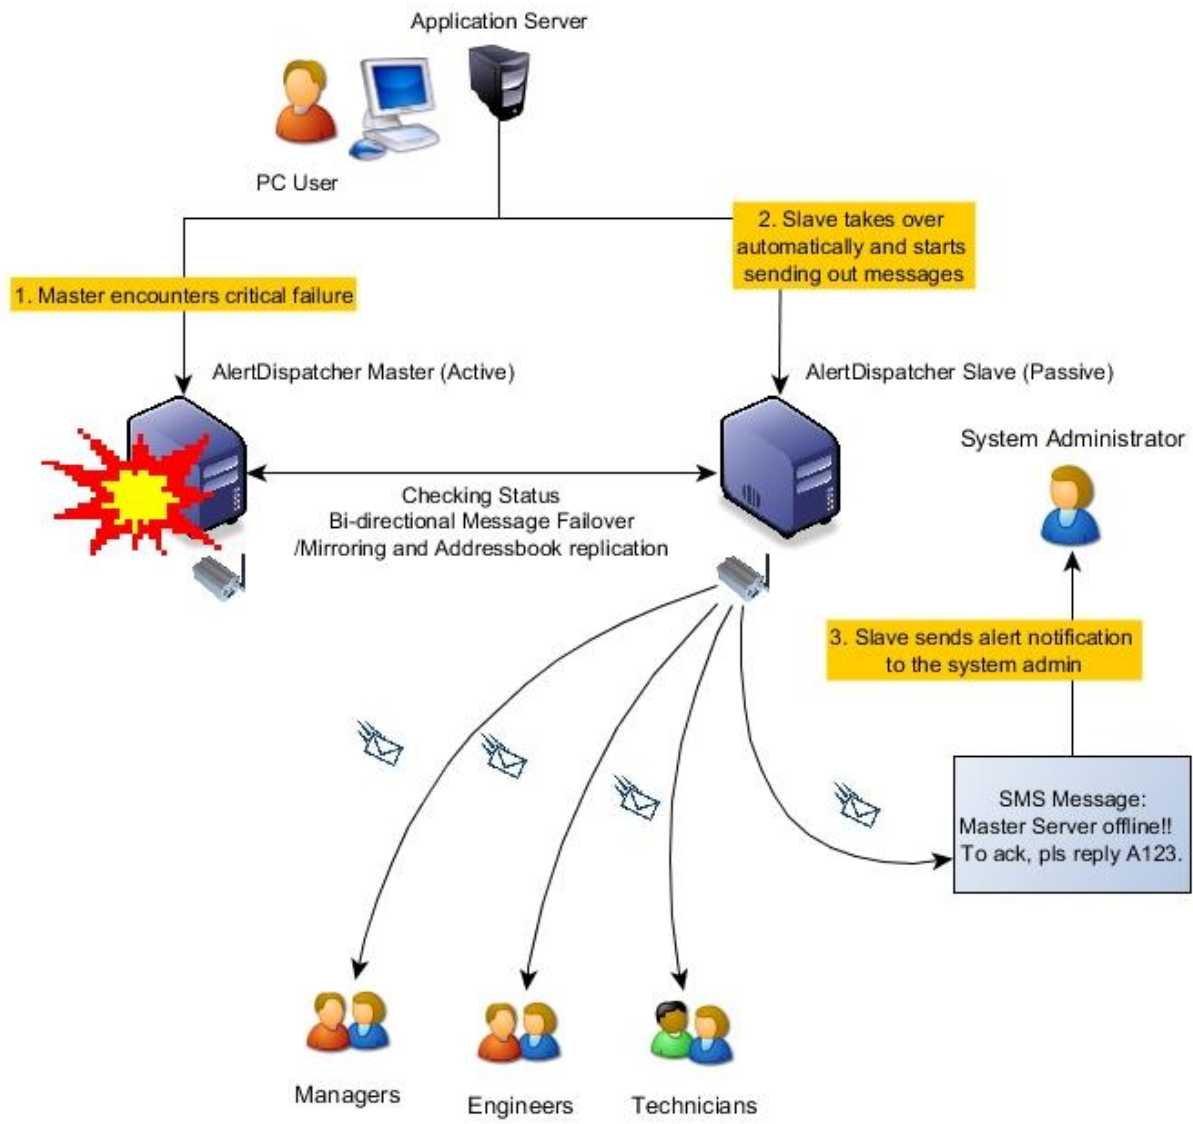 Application Server
PC User
2. Slave takes over
automatically and starts
sending out messages
1. Master encounters critical failure
AlertDispatcher Master (Active)
AlertDispatcher Slave (Passive)
System Administrator
Checking Status
Bi-directional Message Failover
/Mirroring and Addressbook replication
3. Slave sends alert notification
to the system admin
SMS Message:
Master Server offline!!
To ack, pls reply A123.
Managers
Engineers
Technicians